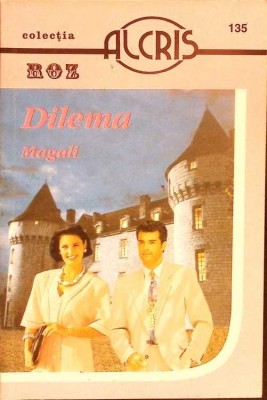 colecția
ALCRIS
135
ROZ
Dilema
Magali